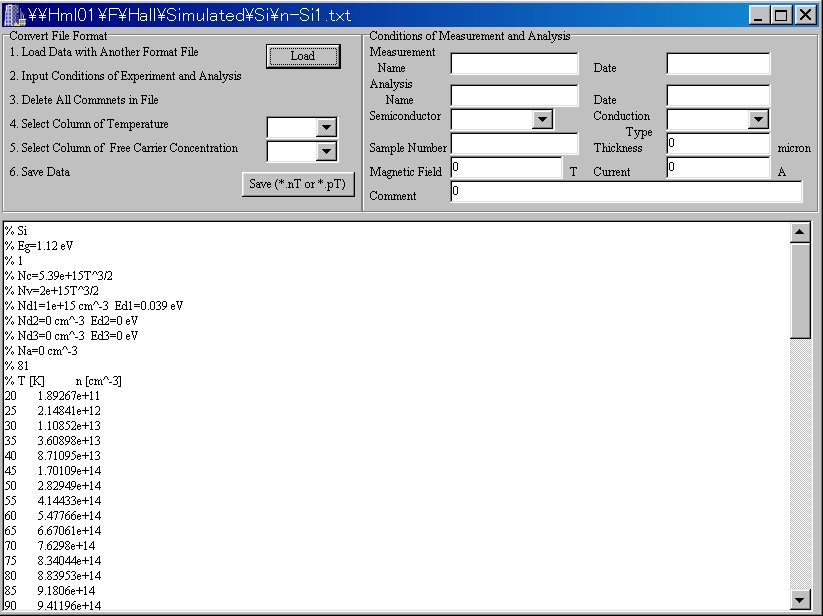 ¥¥Hml01¥F¥Hall¥Simulated¥Si¥n-Si1.txt
Convert File Format
1. Load Data with Another Format File
Load
2. Input Conditions of Experiment and Analysis
3. Delete All Commnets in File
4. Select Column of Temperature
5. Select Column of  Free Carrier Concentration
6. Save Data
Save (*.nT or *.pT)
Conditions of Measurement and Analysis
Measurement
Name
Date
Analysis
Name
Date
Semiconductor
Conduction
Type
Sample Number
Thickness
0
micron
Magnetic Field
0
T
Current
0
A
Comment
0
% Si
% Eg=1.12 eV
% 1
% Nc=5.39e+15T^3/2
% Nv=2e+15T^3/2
% Nd1=1e+15 cm^-3  Ed1=0.039 eV
% Nd2=0 cm^-3  Ed2=0 eV
% Nd3=0 cm^-3  Ed3=0 eV
% Na=0 cm^-3
% 81
% T [K]  n [cm^-3]
20  1.89267e+11
25  2.14841e+12
30  1.10852e+13
35  3.60898e+13
40  8.71095e+13
45  1.70109e+14
50  2.82949e+14
55  4.14433e+14
60  5.47766e+14
65  6.67061e+14
70  7.6298e+14
75  8.34044e+14
80  8.83953e+14
85  9.1806e+14
90  9.41196e+14